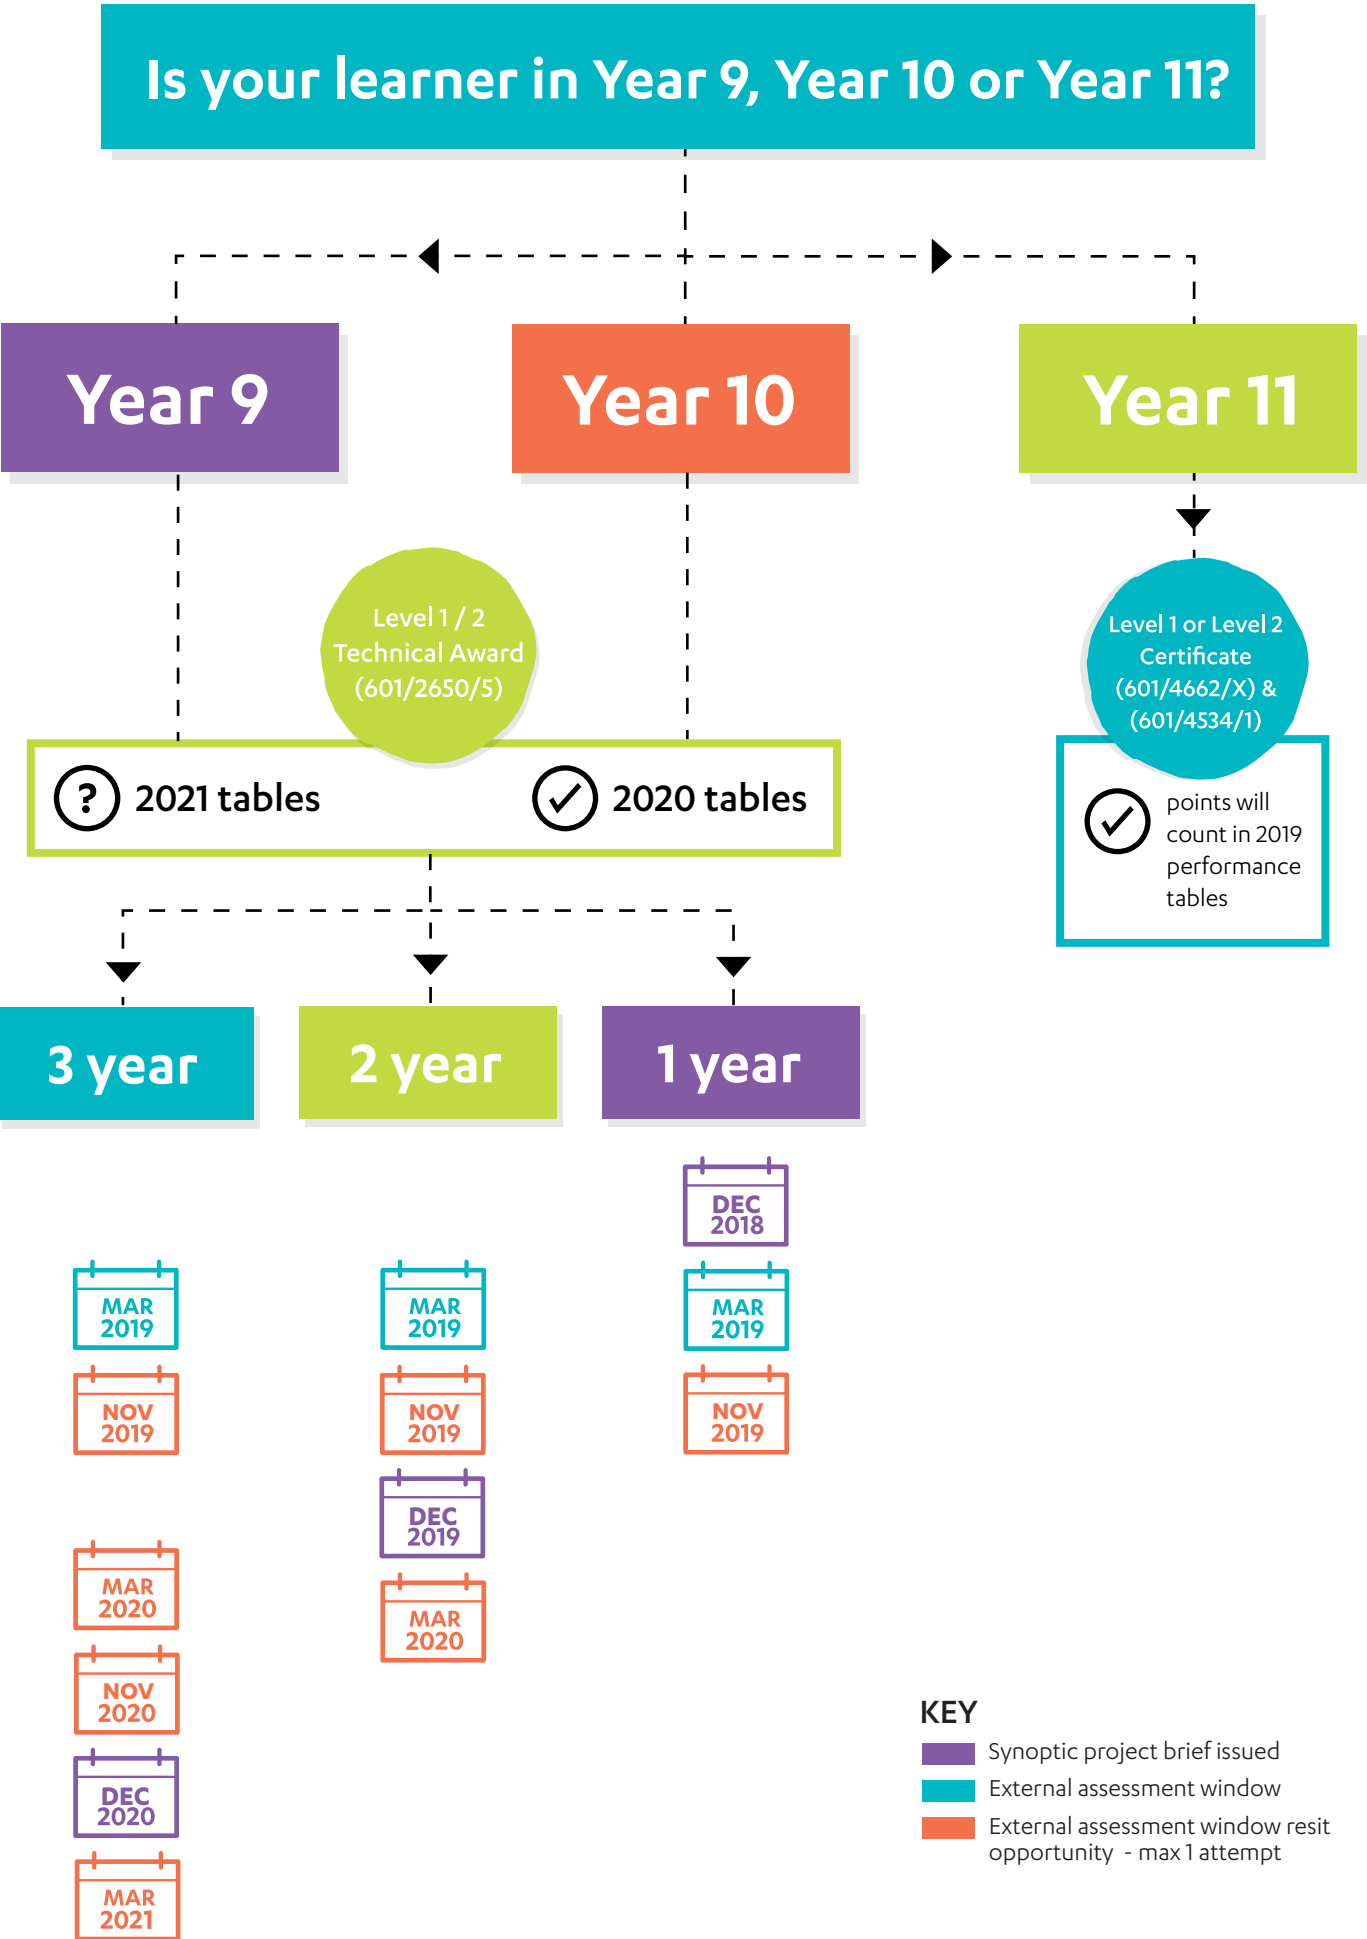 Is your learner in Year 9, Year 10 or Year 11?
Year 9
Year 10
Year 11
Level 1 / 2
Technical Award
(601/2650/5)
? 2021 tables
2020 tables
Level 1 or Level 2
Certificate
(601/4662/X) &
(601/4534/1)
points will
count in 2019
performance
tables
3 year
2 year
1 year
MAR
2019
NOV
2019
MAR
2020
NOV
2020
DEC
2020
MAR
2021
MAR
2019
NOV
2019
DEC
2019
MAR
2020
DEC
2018
MAR
2019
NOV
2019
KEY
Synoptic project brief issued
External assessment window
External assessment window resit
opportunity - max 1 attempt